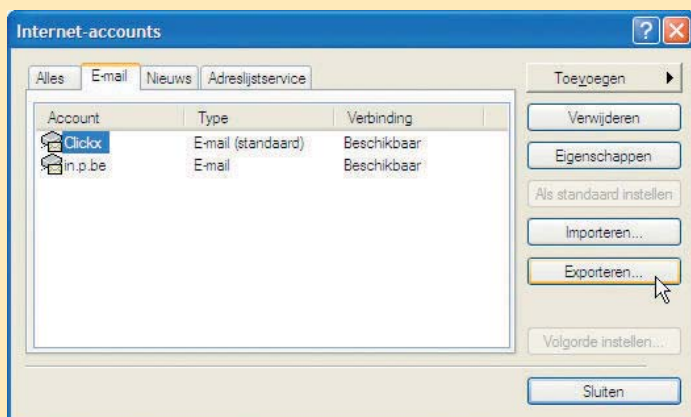 Internet-accounts
Alles E-mail Nieuws Adreslijstservice
Account Type Verbinding
Clickx E-mail (standaard) Beschikbaar
in.p.be E-mail Beschikbaar
Toevoegen
Verwijderen
Eigenschappen
Als standaard instellen
Importeren...
Exporteren...
Volgorde instellen...
Sluiten